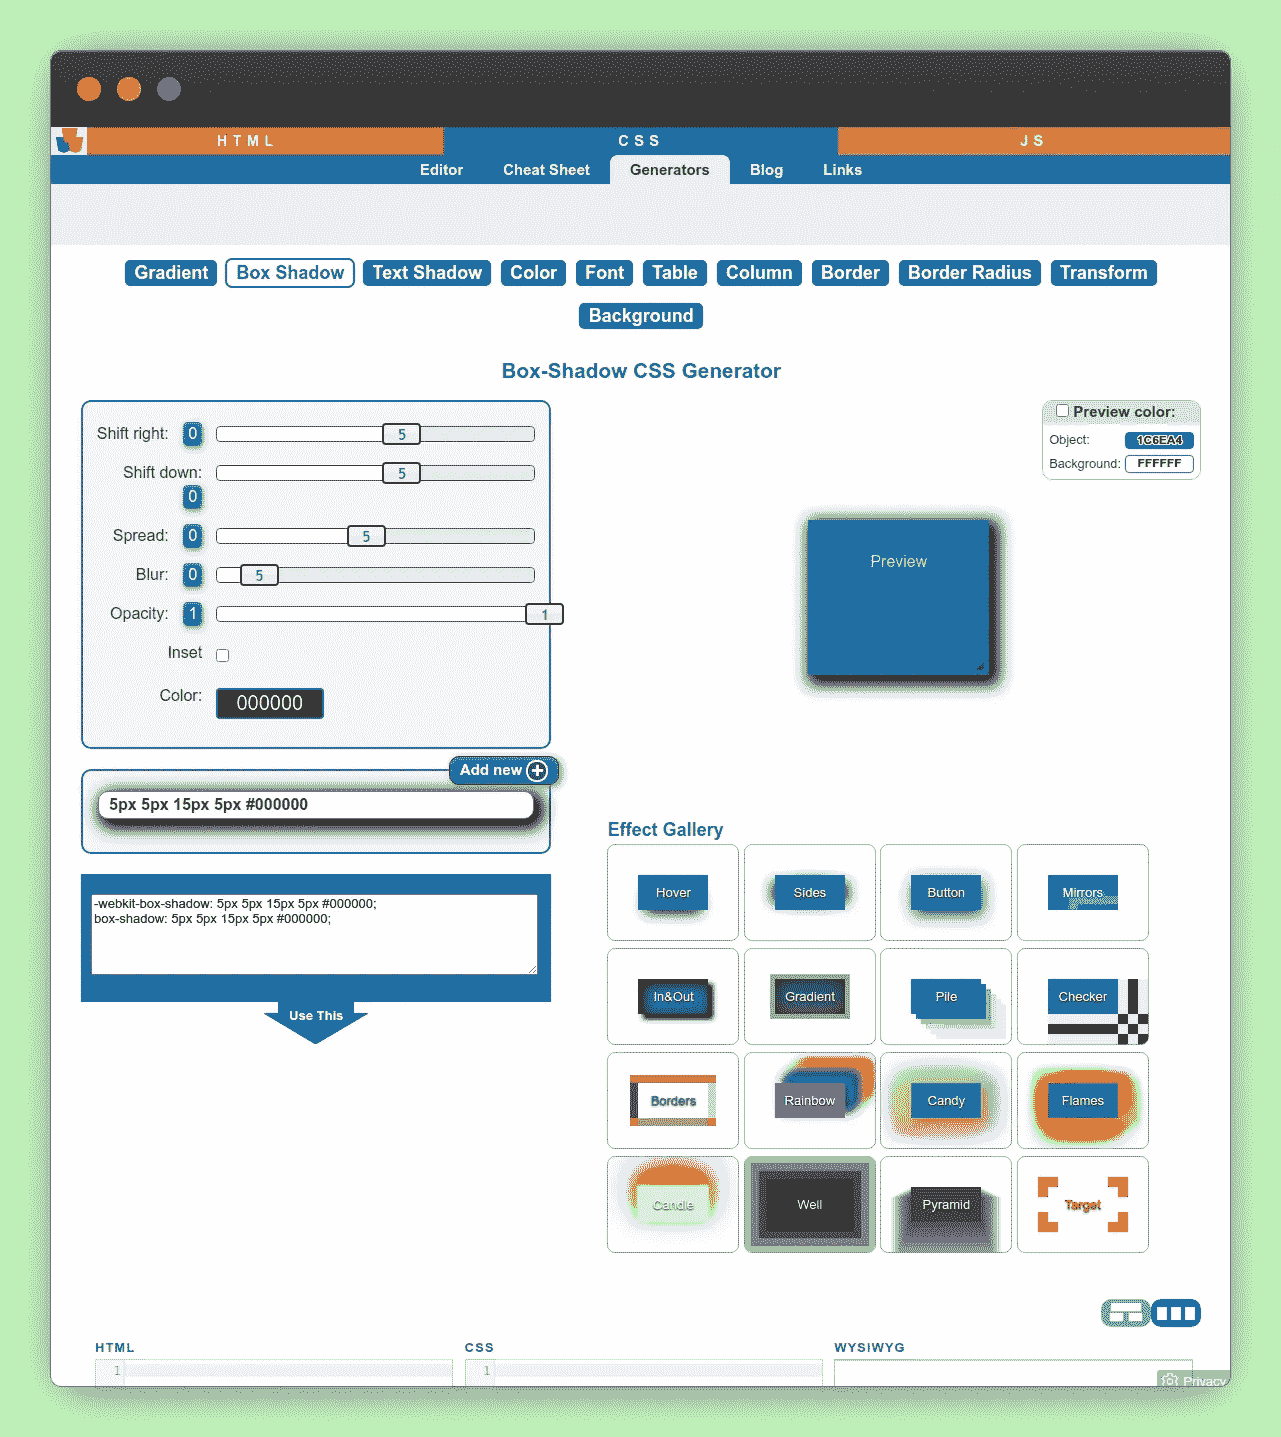 HTML CSS JS
Editor Cheat Sheet Generators Blog Links
Gradient Box Shadow Text Shadow Color Font Table Column Border Border Radius Transform
Background
Box-Shadow CSS Generator
Shift right: 0 5
Shift down: 5
0
Spread: 0 5
Blur: 0 5
Opacity: 1 1
Inset
Color: 000000
Preview color:
Object: 1C6EA4
Background: FFFFFF
Preview
Add new
5px 5px 15px 5px #000000
-webkit-box-shadow: 5px 5px 15px 5px #000000;
box-shadow: 5px 5px 15px 5px #000000;
Use This
Effect Gallery
Hover Sides Button Mirrors
In&Out Gradient Pile Checker
Borders Rainbow Candy Flames
Candle Well Pyramid Target
HTML CSS WYSIWYG
1 1
Privacy